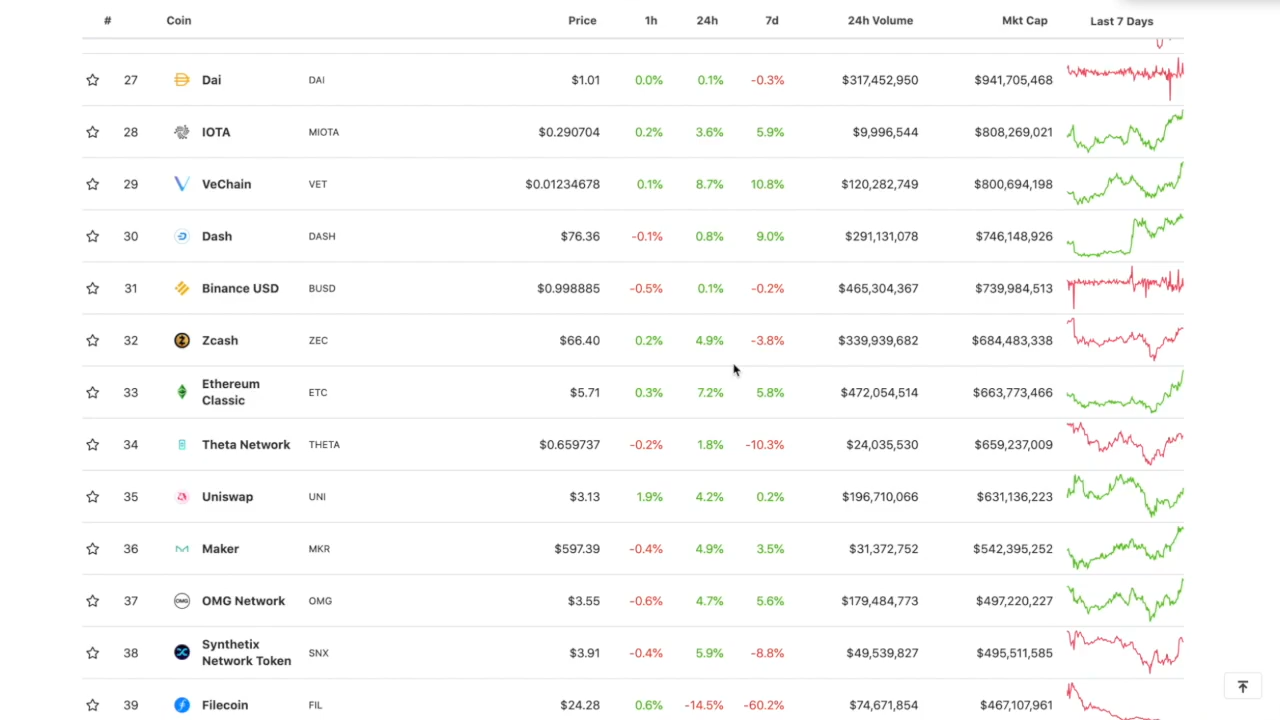 # Coin Price 1h 24h 7d 24h Volume Mkt Cap Last 7 Days
27 Dai DAI $1.01 0.0% 0.1% -0.3% $317,452,950 $941,705,468
28 IOTA MIOTA $0.290704 0.2% 3.6% 5.9% $9,996,544 $808,269,021
29 VeChain VET $0.01234678 0.1% 8.7% 10.8% $120,282,749 $800,694,198
30 Dash DASH $76.36 -0.1% 0.8% 9.0% $291,131,078 $746,148,926
31 Binance USD BUSD $0.998885 -0.5% 0.1% -0.2% $465,304,367 $739,984,513
32 Zcash ZEC $66.40 0.2% 4.9% -3.8% $339,939,682 $684,483,338
33 Ethereum Classic ETC $5.71 0.3% 7.2% 5.8% $472,054,514 $663,773,466
34 Theta Network THETA $0.659737 -0.2% 1.8% -10.3% $24,035,530 $659,237,009
35 Uniswap UNI $3.13 1.9% 4.2% 0.2% $196,710,066 $631,136,223
36 Maker MKR $597.39 -0.4% 4.9% 3.5% $31,372,752 $542,395,252
37 OMG OMG Network OMG $3.55 -0.6% 4.7% 5.6% $179,484,773 $497,220,227
38 Synthetix Network Token SNX $3.91 -0.4% 5.9% -8.8% $49,539,827 $495,511,585
39 Filecoin FIL $24.28 0.6% -14.5% -60.2% $74,671,854 $467,107,961